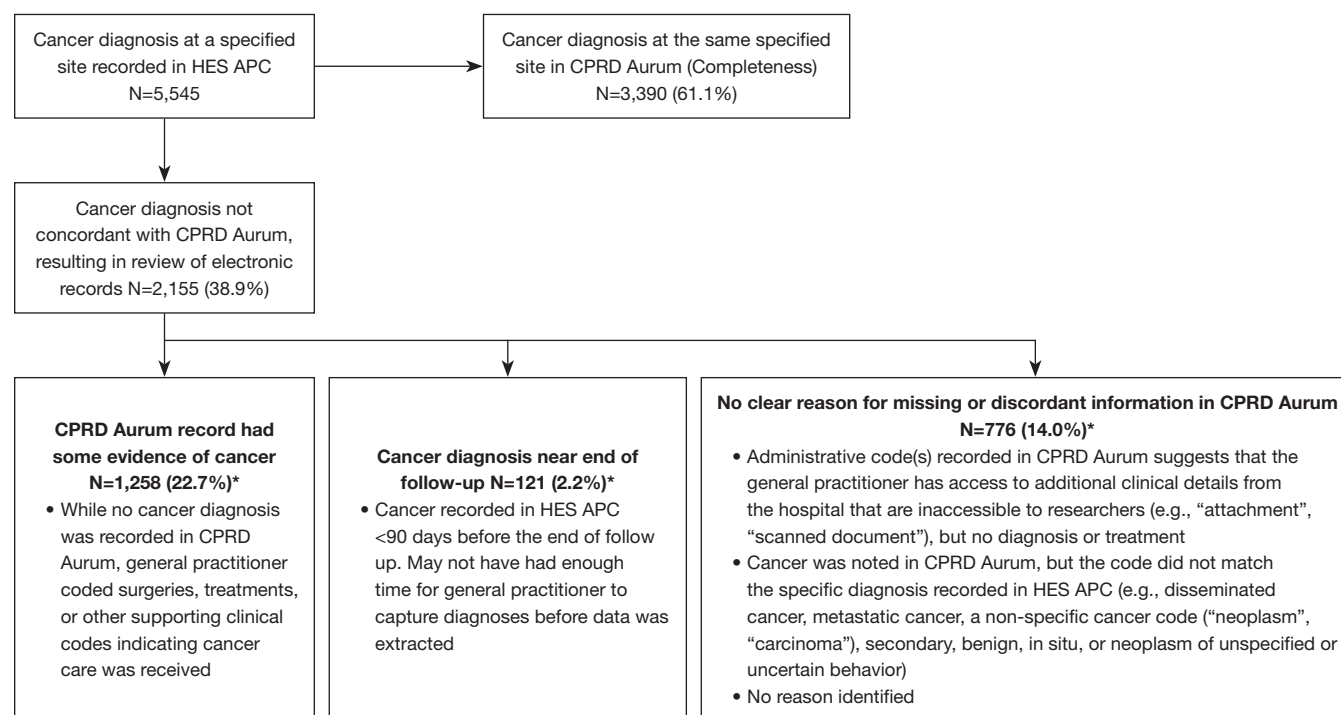 Cancer diagnosis at a specified
site recorded in HES APC
N=5,545
Cancer diagnosis at the same specified
site in CPRD Aurum (Completeness)
N=3,390 (61.1%)
Cancer diagnosis not
concordant with CPRD Aurum,
resulting in review of electronic
records N=2,155 (38.9%)
CPRD Aurum record had
some evidence of cancer
N=1,258 (22.7%)*
• While no cancer diagnosis
was recorded in CPRD
Aurum, general practitioner
coded surgeries, treatments,
or other supporting clinical
codes indicating cancer
care was received
Cancer diagnosis near end of
follow-up N=121 (2.2%)*
• Cancer recorded in HES APC
<90 days before the end of follow
up. May not have had enough
time for general practitioner to
capture diagnoses before data was
extracted
No clear reason for missing or discordant information in CPRD Aurum
N=776 (14.0%)*
• Administrative code(s) recorded in CPRD Aurum suggests that the
general practitioner has access to additional clinical details from
the hospital that are inaccessible to researchers (e.g., “attachment”,
“scanned document”), but no diagnosis or treatment
• Cancer was noted in CPRD Aurum, but the code did not match
the specific diagnosis recorded in HES APC (e.g., disseminated
cancer, metastatic cancer, a non-specific cancer code (“neoplasm”,
“carcinoma”), secondary, benign, in situ, or neoplasm of unspecified or
uncertain behavior)
• No reason identified